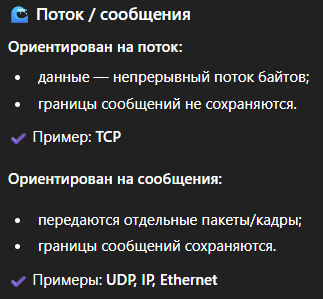 🌊 Поток / сообщения
Ориентирован на поток:
• данные — непрерывный поток байтов;
• границы сообщений не сохраняются.
✔ Пример: TCP
Ориентирован на сообщения:
• передаются отдельные пакеты/кадры;
• границы сообщений сохраняются.
✔ Примеры: UDP, IP, Ethernet